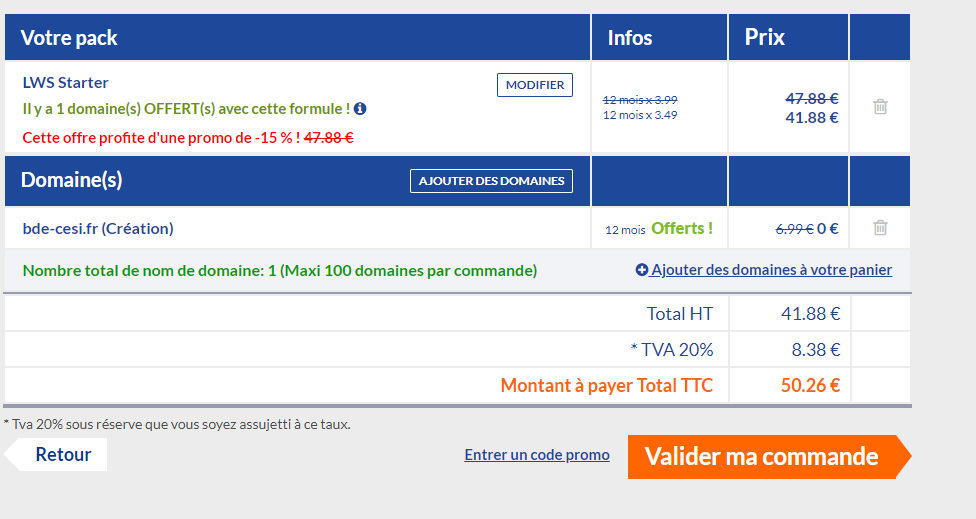 Votre pack Infos Prix
LWS Starter MODIFIER
Il y a 1 domaine(s) OFFERT(s) avec cette formule !
Cette offre profite d'une promo de -15 % ! 47.88 €
12 mois x 3.99
12 mois x 3.49
47.88 €
41.88 €
Domaine(s) AJOUTER DES DOMAINES
bde-cesi.fr (Création) 12 mois Offerts ! 6.99 € 0 €
Nombre total de nom de domaine: 1 (Maxi 100 domaines par commande) Ajouter des domaines à votre panier
Total HT 41.88 €
* TVA 20% 8.38 €
Montant à payer Total TTC 50.26 €
* Tva 20% sous réserve que vous soyez assujetti à ce taux.
Retour Entrer un code promo Valider ma commande